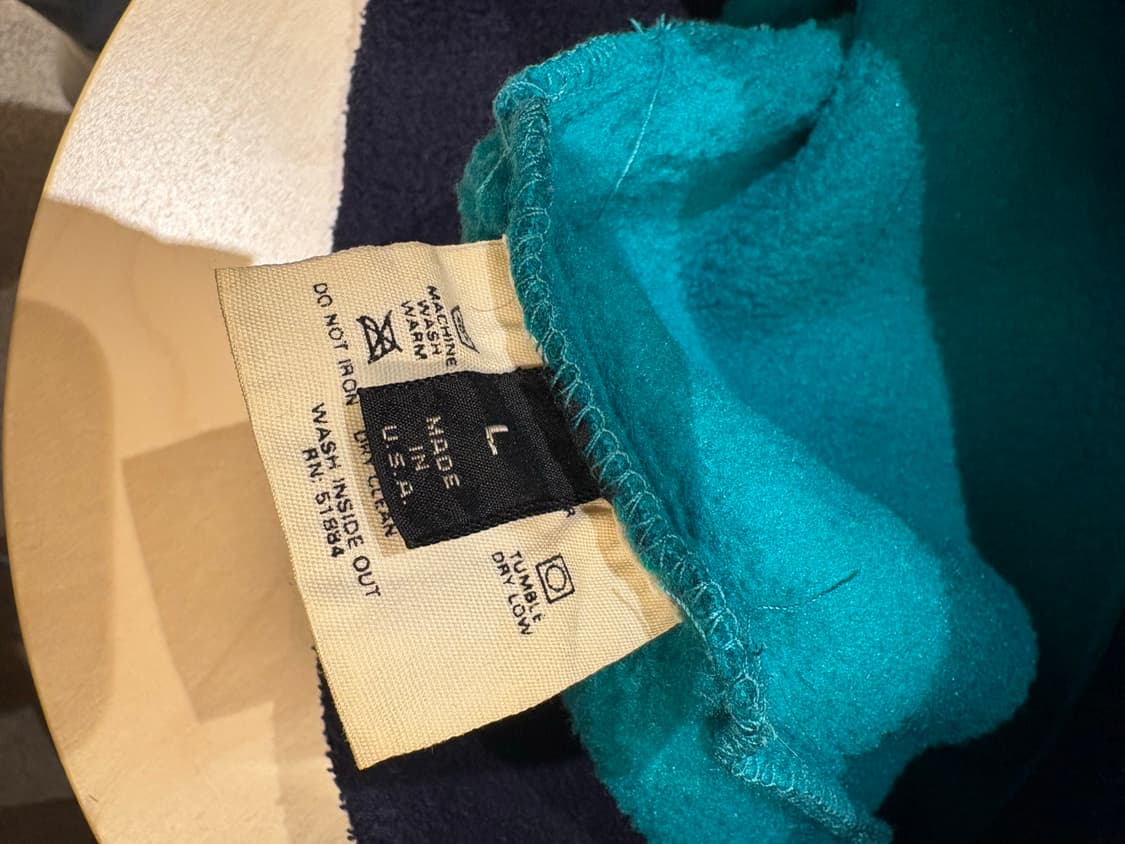 MACHINE
WASH
WARM
L
MADE
IN
U.S.A.
TUMBLE
DRY LOW
DRY CLEAN
DO NOT IRON
WASH INSIDE OUT
RN: 51884